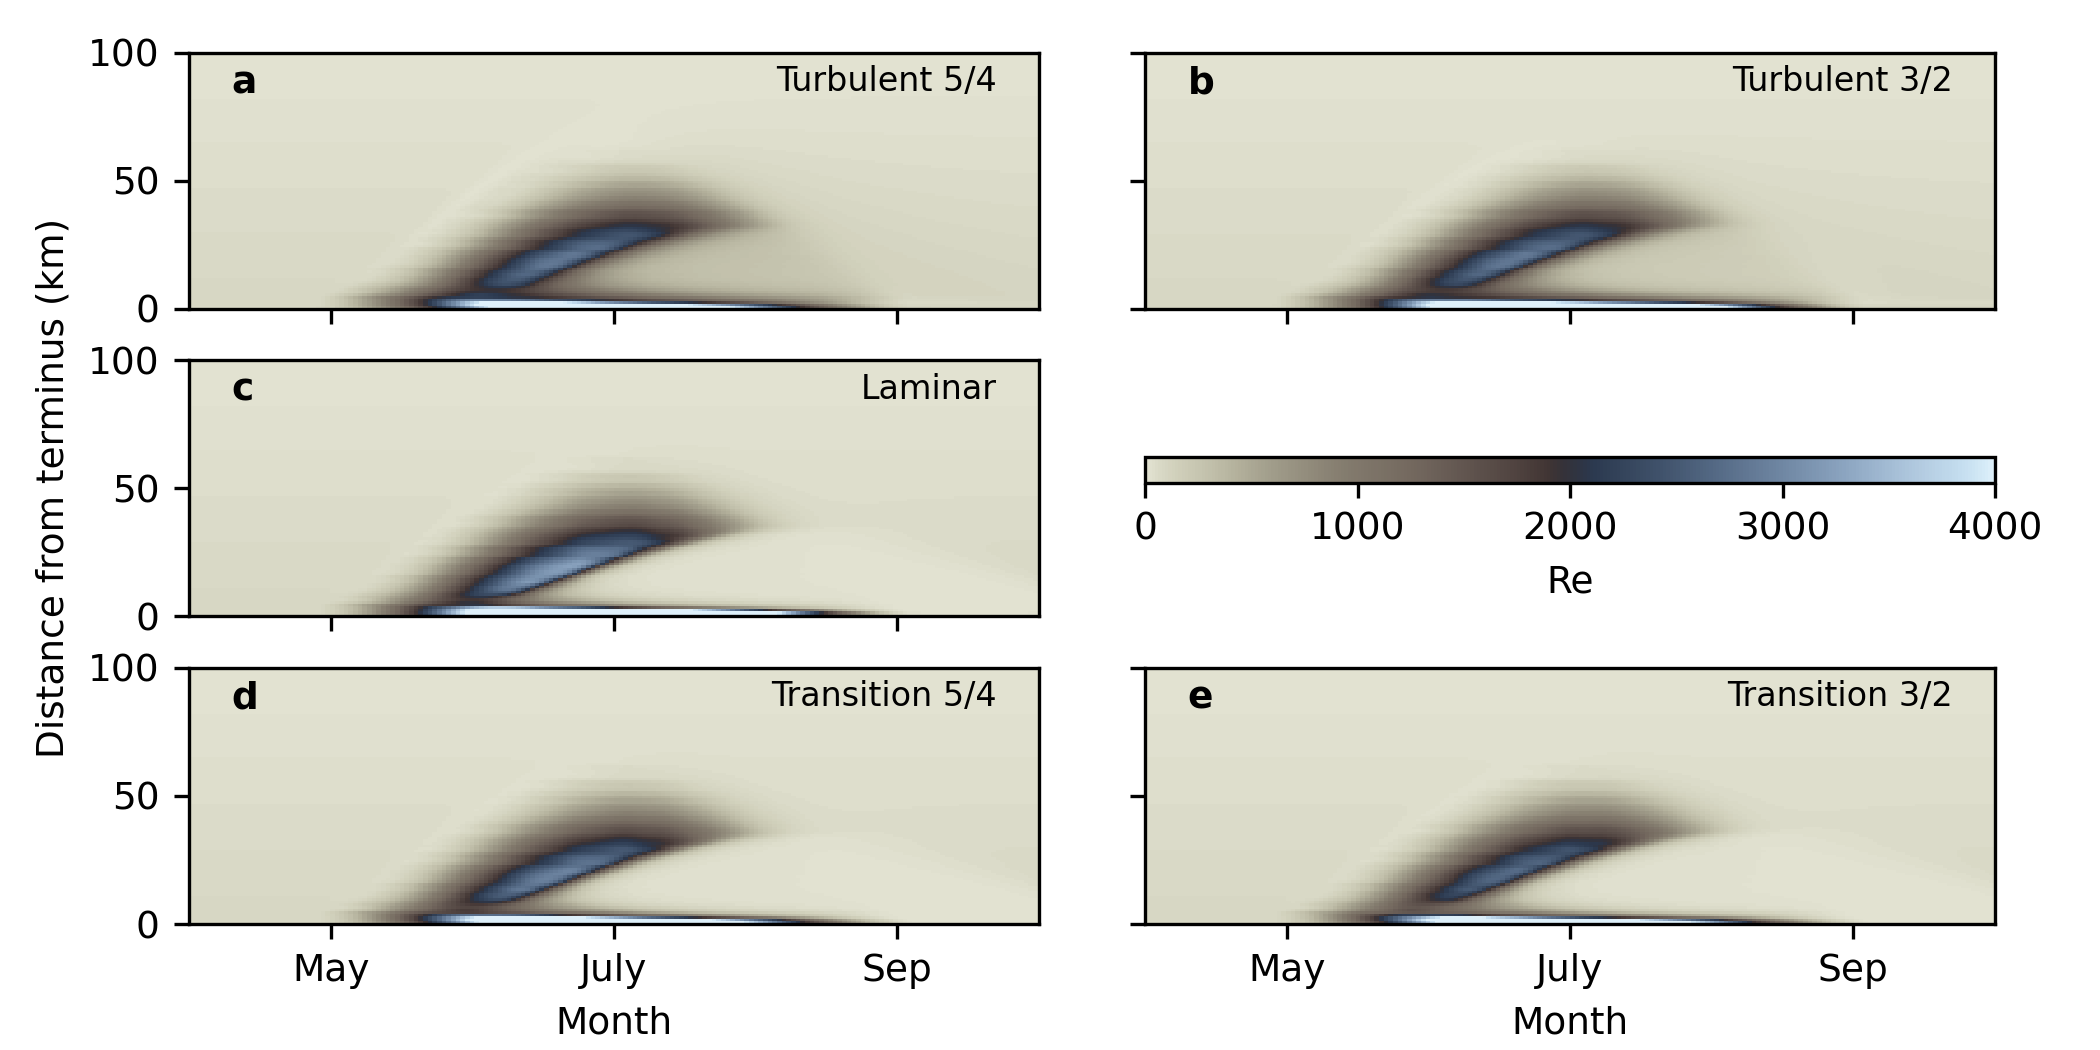 Distance from terminus (km)
100
50
0
a
Turbulent 5/4
b
Turbulent 3/2
100
50
0
c
Laminar
0 1000 2000 3000 4000
Re
100
50
0
d
Transition 5/4
May July Sep
Month
e
Transition 3/2
May July Sep
Month